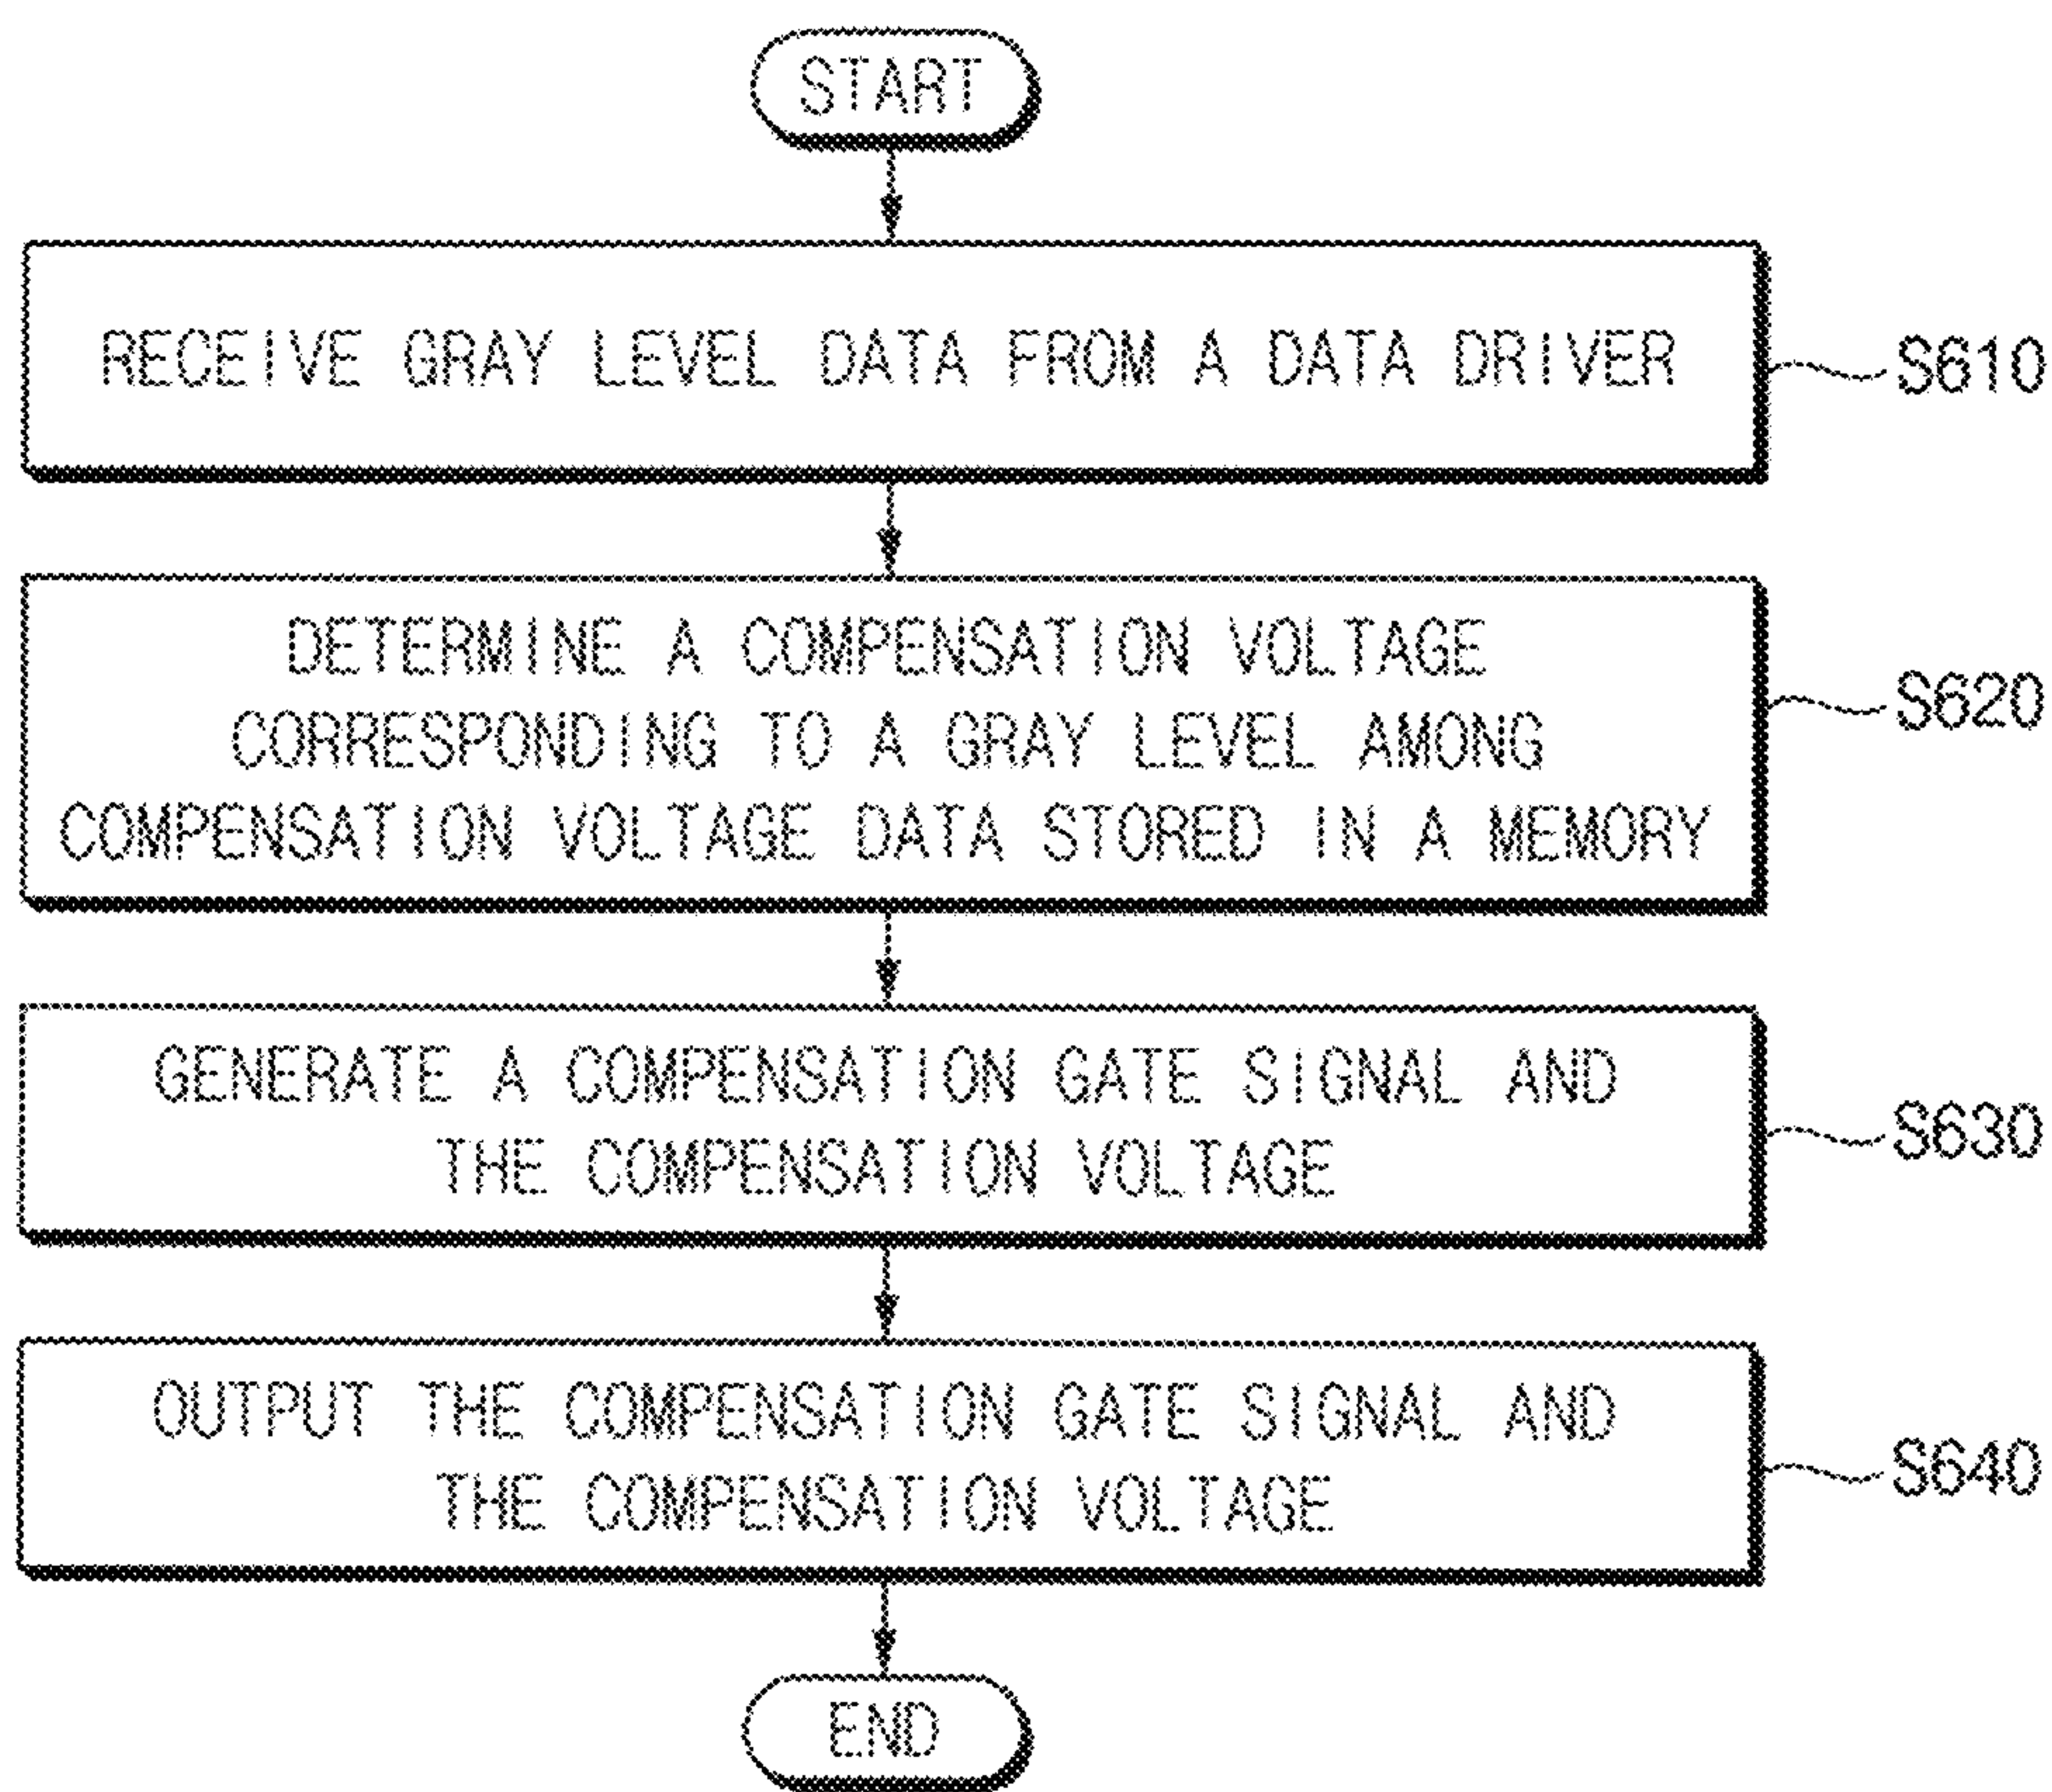 START
RECEIVE GRAY LEVEL DATA FROM A DATA DRIVER
S610
DETERMINE A COMPENSATION VOLTAGE
CORRESPONDING TO A GRAY LEVEL AMONG
COMPENSATION VOLTAGE DATA STORED IN A MEMORY
S620
GENERATE A COMPENSATION GATE SIGNAL AND
THE COMPENSATION VOLTAGE
S630
OUTPUT THE COMPENSATION GATE SIGNAL AND
THE COMPENSATION VOLTAGE
S640
END